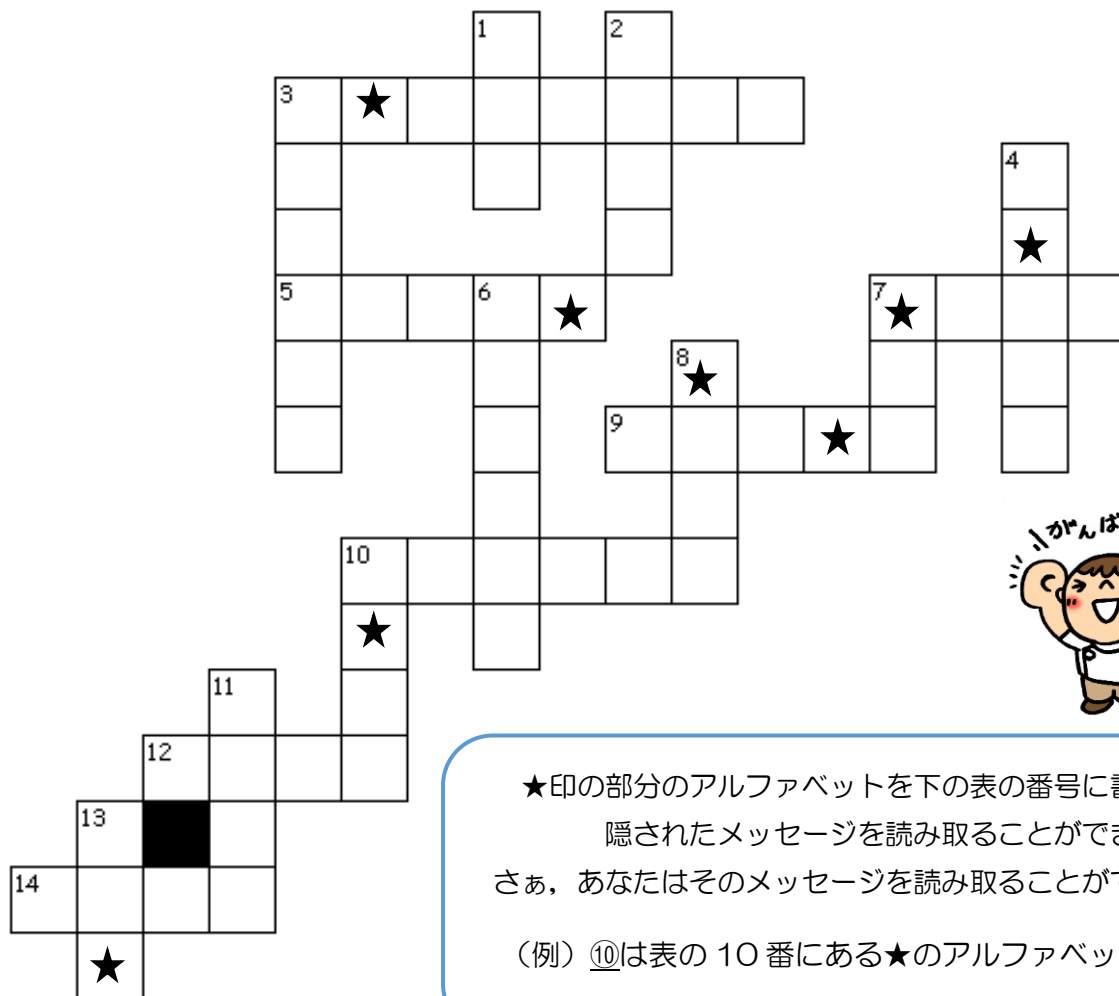 1 2
3 ★
4
★
5 6 ★ 7 ★
8 ★
9 ★
10
★
11
12
13
14
★
がんば
★印の部分のアルファベットを下の表の番号に
隠されたメッセージを読み取ることがで
さぁ，あなたはそのメッセージを読み取ることが
（例）⑩は表の 10 番にある★のアルファベッ